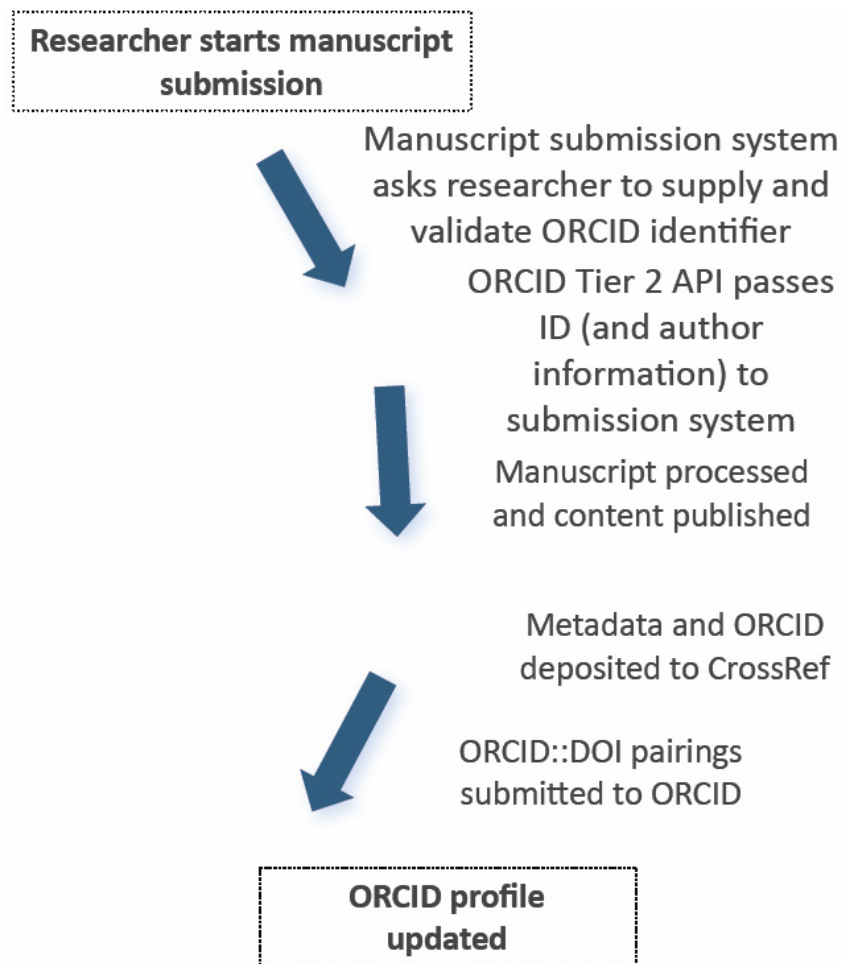 Researcher starts manuscript
submission
Manuscript submission system
asks researcher to supply and
validate ORCID identifier
ORCID Tier 2 API passes
ID (and author
information) to
submission system
Manuscript processed
and content published
Metadata and ORCID
deposited to CrossRef
ORCID::DOI pairings
submitted to ORCID
ORCID profile
updated